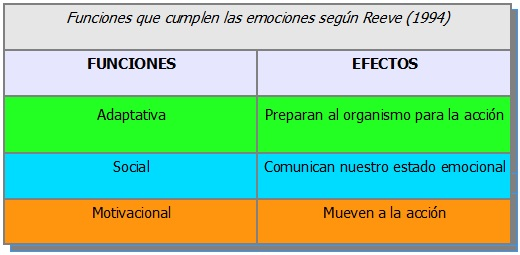 Funciones que cumplen las emociones según Reeve (1994)
FUNCIONES EFECTOS
Adaptativa Preparan al organismo para la acción
Social Comunican nuestro estado emocional
Motivacional Mueven a la acción